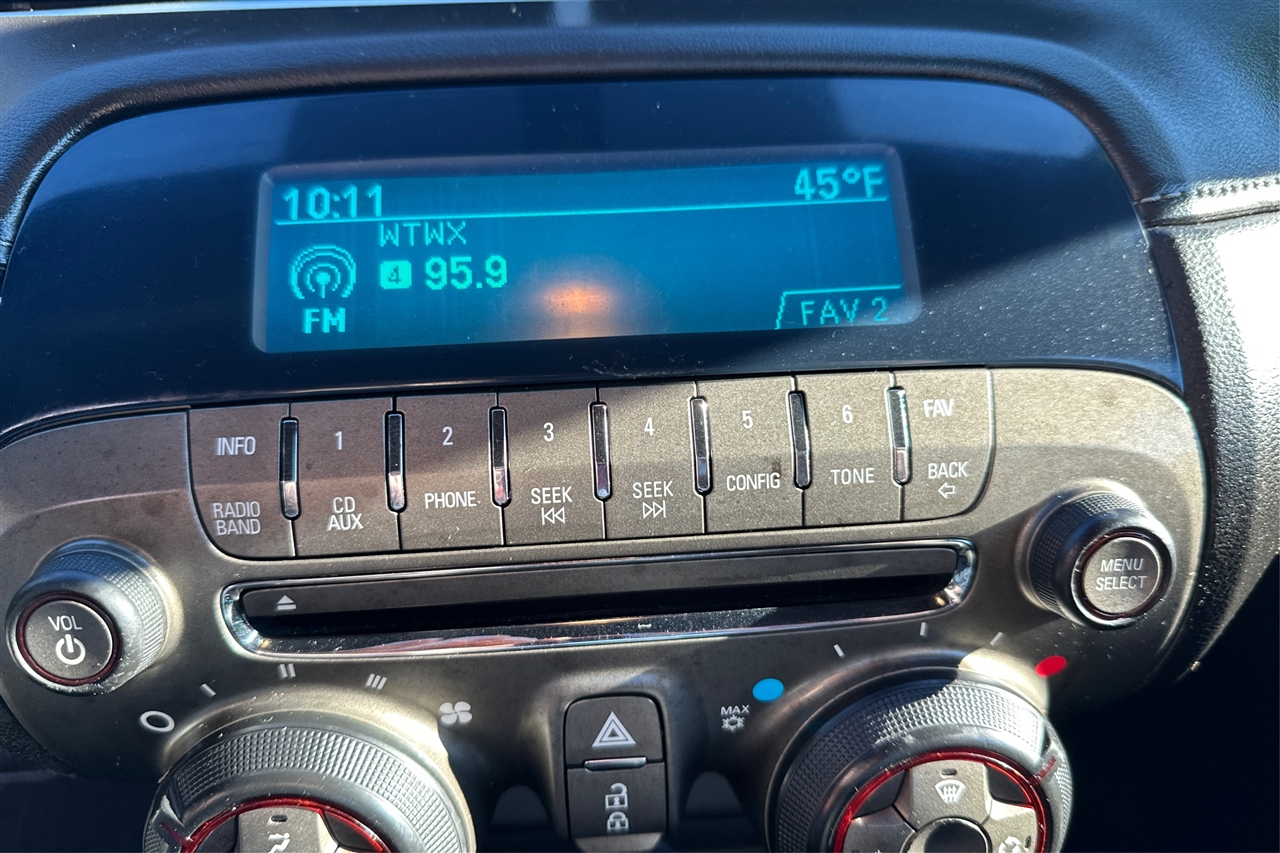 10:11 45°F
WTWX
4 95.9
FM
FAV 2
INFO 1 2 3 4 5 6 FAV
RADIO BAND
CD AUX
PHONE
SEEK
SEEK
CONFIG
TONE
BACK
VOL
MENU
SELECT
MAX